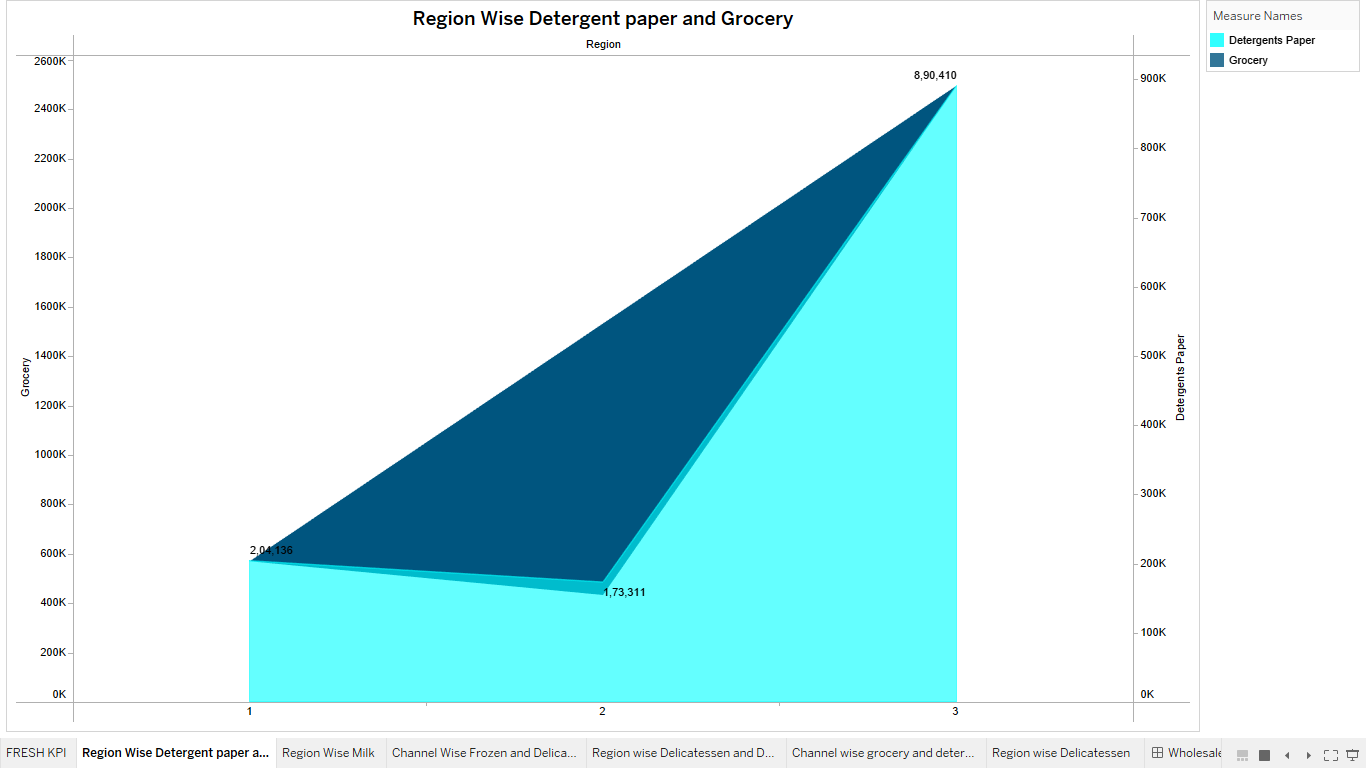 Region Wise Detergent paper and Grocery
Region
Measure Names
Detergents Paper
Grocery
2600K
2400K
2200K
2000K
1800K
1600K
1400K
1200K
1000K
800K
600K
400K
200K
0K
Grocery
8,90,410
2,04,136
1,73,311
900K
800K
700K
600K
500K
400K
300K
200K
100K
0K
Detergents Paper
1 2 3
FRESH KPI Region Wise Detergent paper a... Region Wise Milk Channel Wise Frozen and Delica... Region wise Delicatessen and D... Channel wise grocery and deter... Region wise Delicatessen Wholesale